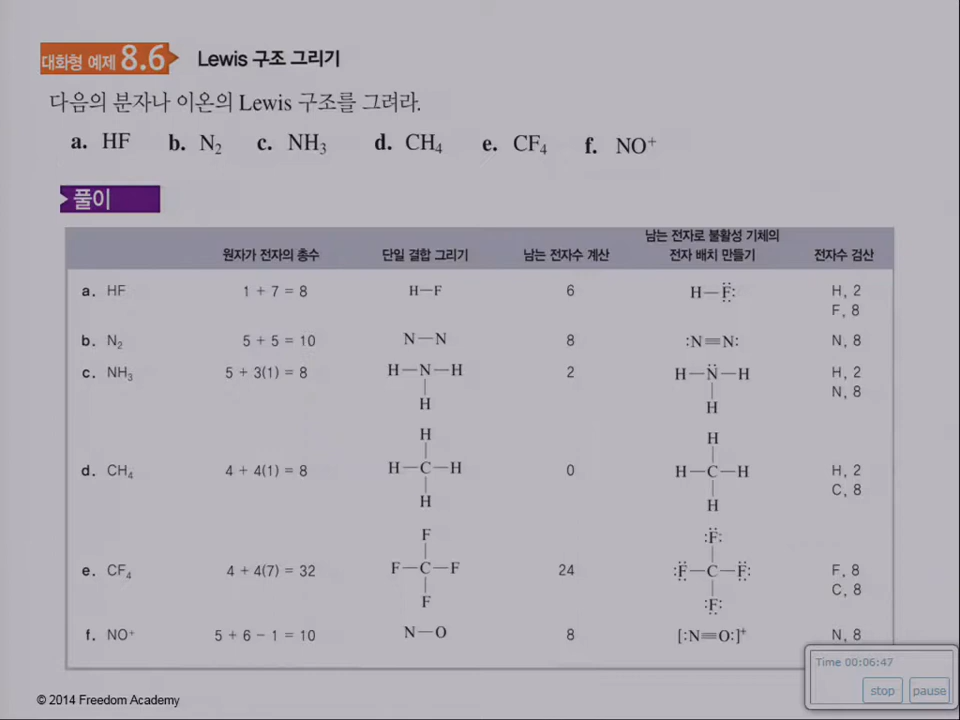 대화형 예제 8.6 Lewis 구조 그리기
다음의 분자나 이온의 Lewis 구조를 그려라.
a. HF b. N₂ c. NH₃ d. CH₄ e. CF₄ f. NO⁺
풀이
원자가 전자의 총수 단일 결합 그리기 남는 전자수 계산 남는 전자로 불활성 기체의 전자 배치 만들기 전자수 검산
a. HF 1 + 7 = 8 H—F 6 H—F̈: H, 2
F, 8
b. N₂ 5 + 5 = 10 N—N 8 :N≡N: N, 8
c. NH₃ 5 + 3(1) = 8 H—N—H 2 H—N̈—H H, 2
N, 8
H H
H H
d. CH₄ 4 + 4(1) = 8 H—C—H 0 H—C—H H, 2
C, 8
H H
F :F̈:
e. CF₄ 4 + 4(7) = 32 F—C—F 24 :F̤̈—C—F̤̈: F, 8
C, 8
F :F̤̈:
f. NO⁺ 5 + 6 − 1 = 10 N—O 8 [:N≡O:]⁺ N, 8
Time 00:06:47
stop pause
© 2014 Freedom Academy